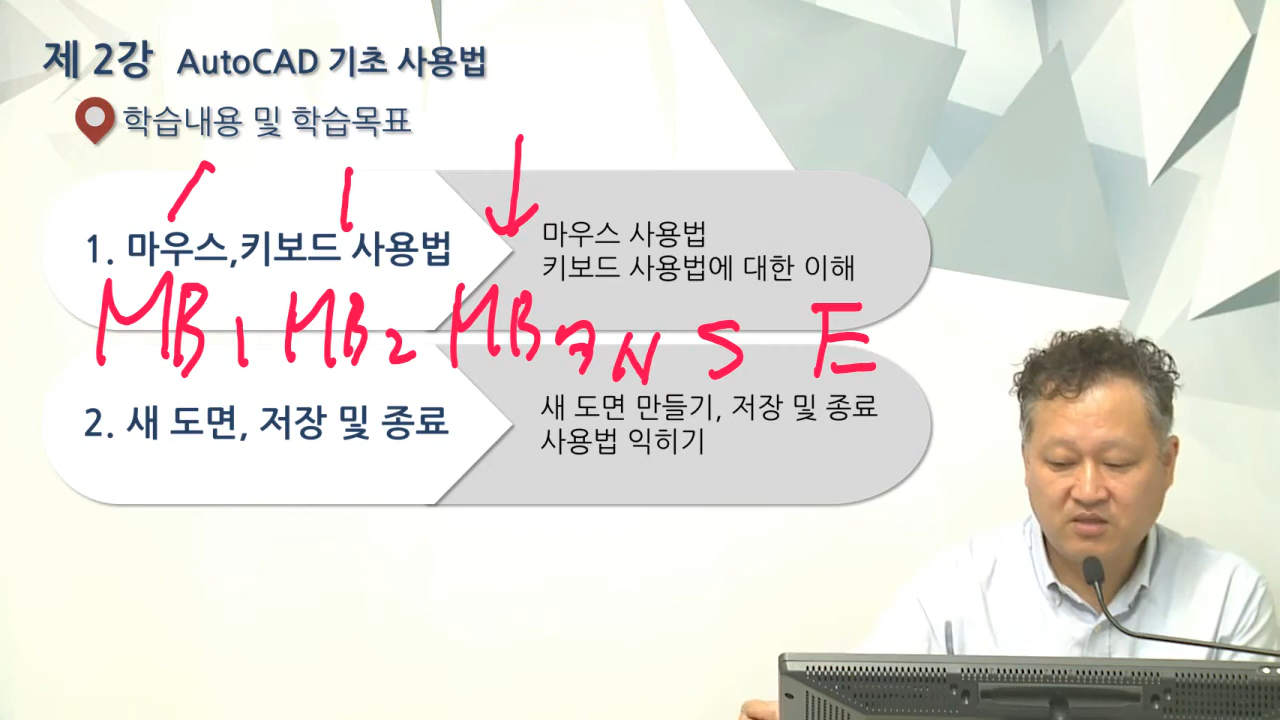 제 2강 AutoCAD 기초 사용법
학습내용 및 학습목표
1. 마우스,키보드 사용법
마우스 사용법
키보드 사용법에 대한 이해
MB1 MB2 MB3 N S E
2. 새 도면, 저장 및 종료
새 도면 만들기, 저장 및 종료
사용법 익히기